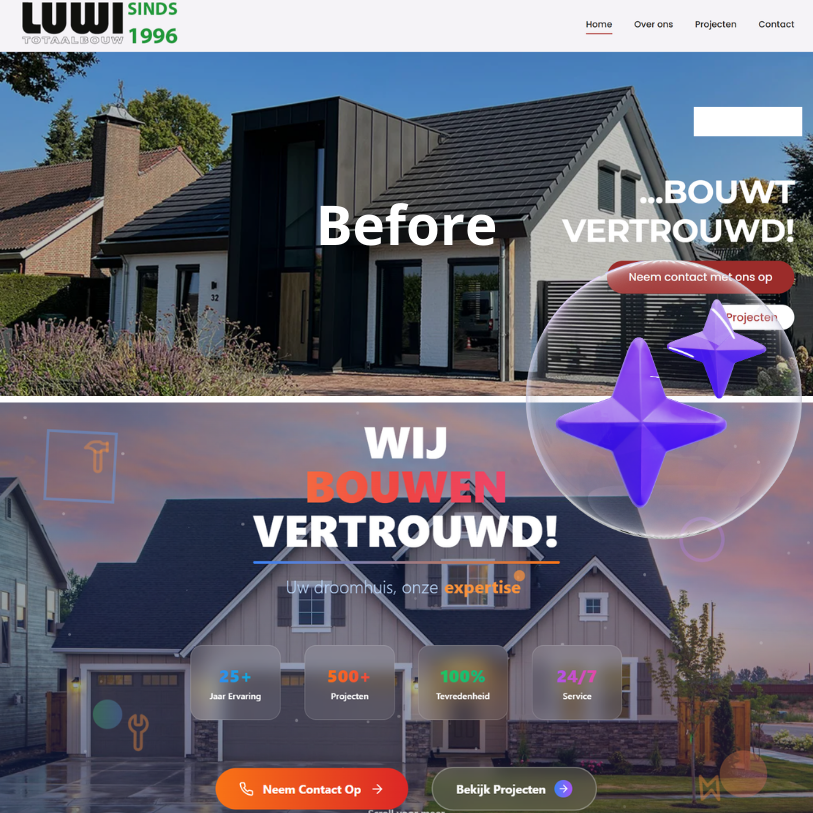 LUWI SINDS
TOTAALBOUW 1996
Home Over ons Projecten Contact
32
Before
...BOUWT
VERTROUWD!
Neem contact met ons op
Projecten
WIJ
BOUWEN
VERTROUWD!
Uw droomhuis, onze expertise
25+ 500+ 100% 24/7
Jaar Ervaring Projecten Tevredenheid Service
Neem Contact Op Bekijk Projecten